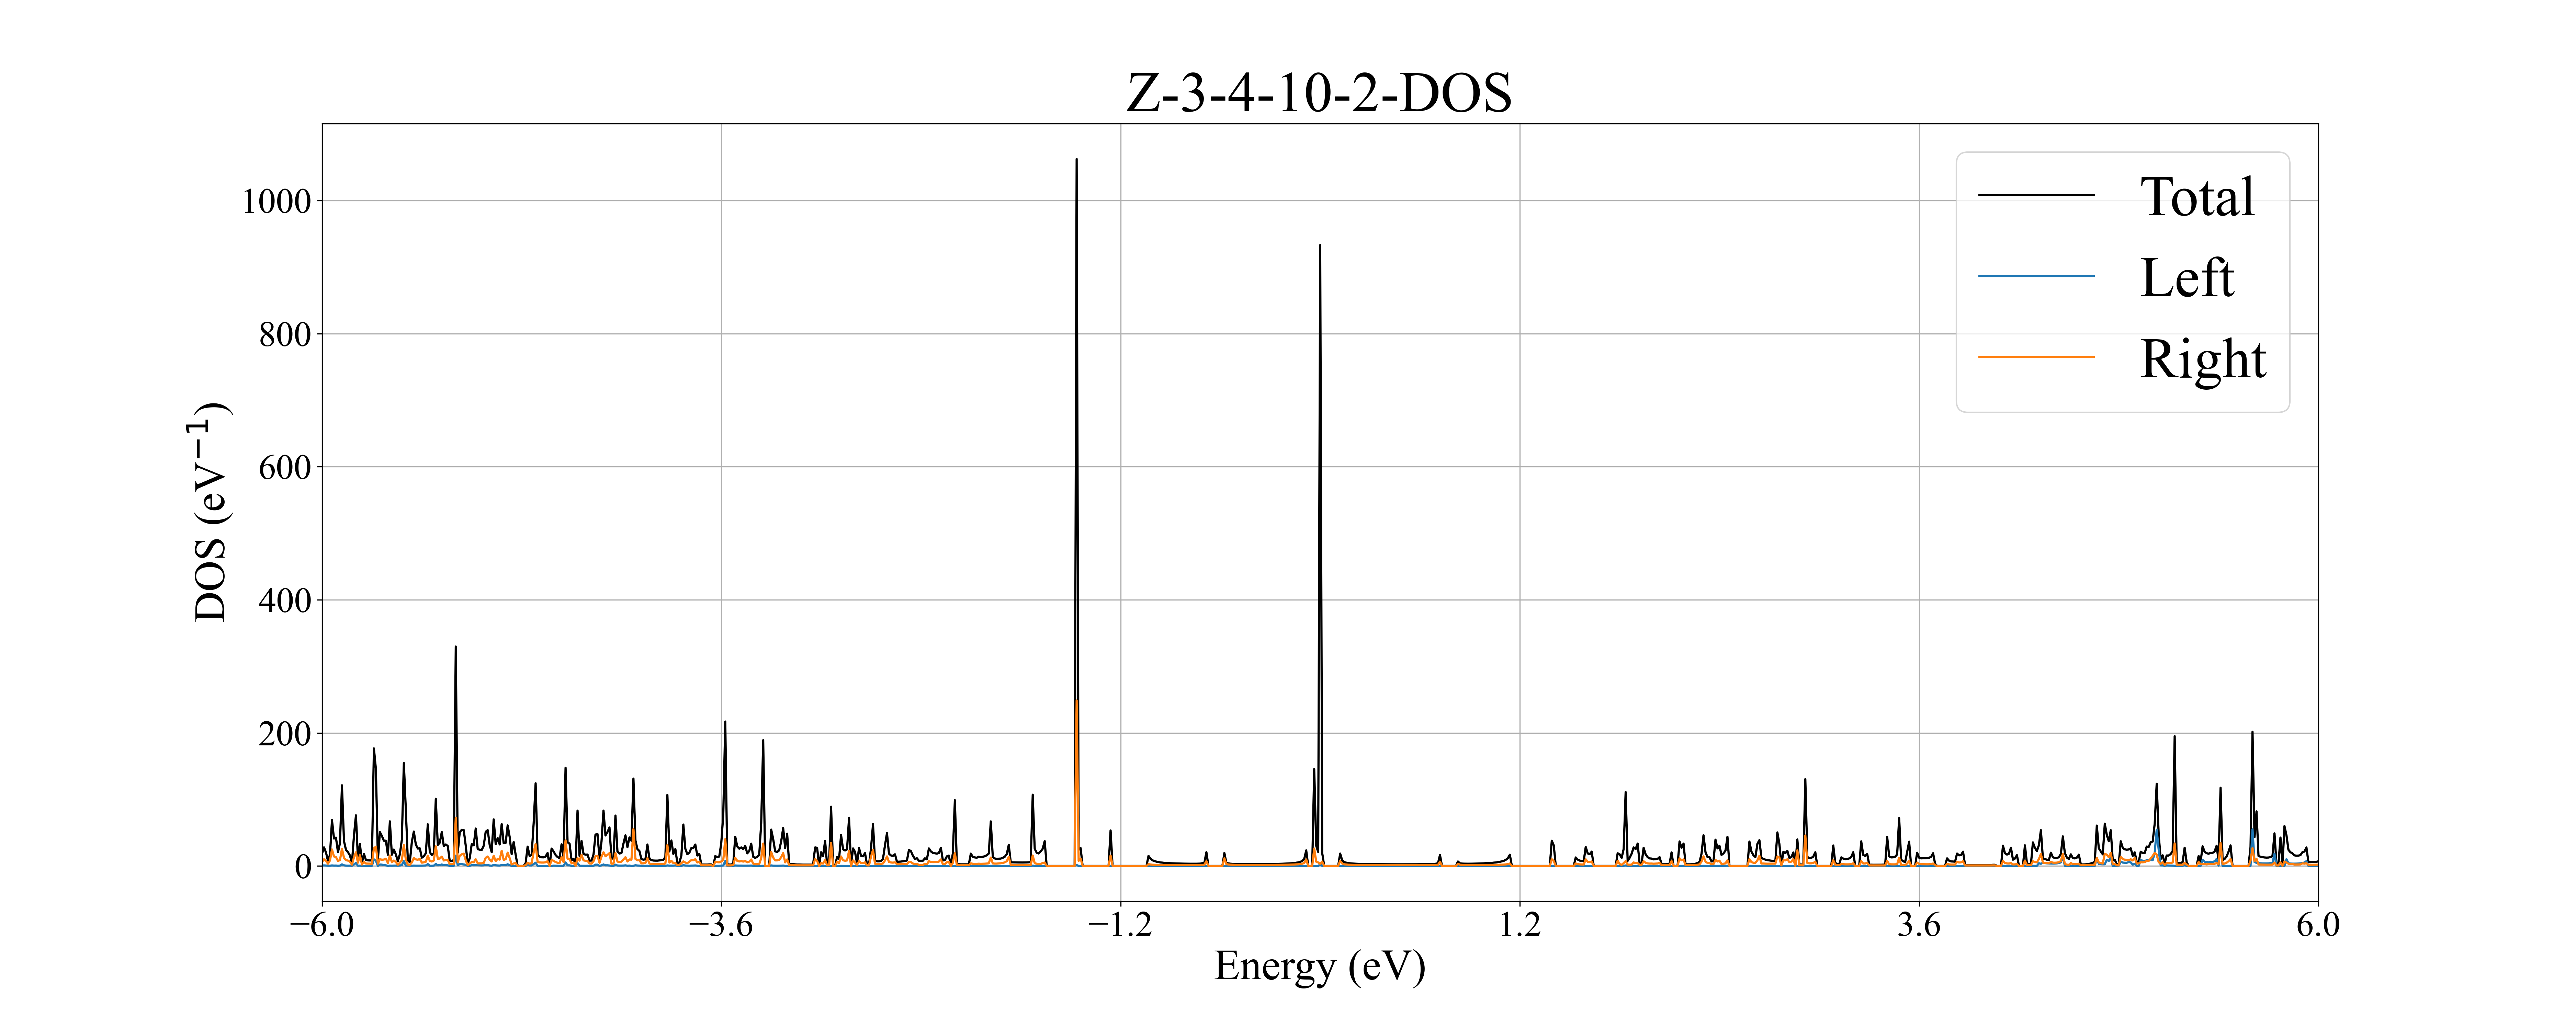 Z-3-4-10-2-DOS
1000
800
600
400
200
0
DOS (eV⁻¹)
Total
Left
Right
−6.0
−3.6
−1.2
1.2
3.6
6.0
Energy (eV)